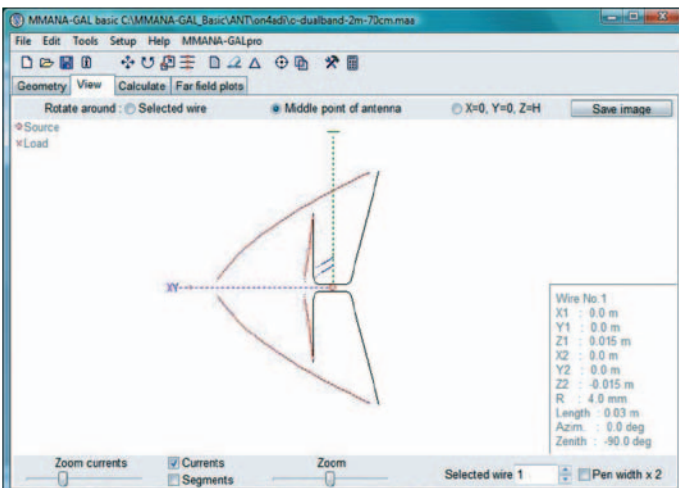 MMANA-GAL basic C:\MMANA-GAL_Basic\ANT\on4adi\c-dualband-2m-70cm.maa
File Edit Tools Setup Help MMANA-GALpro
Geometry View Calculate Far field plots
Rotate around : Selected wire Middle point of antenna X=0, Y=0, Z=H Save image
Source
Load
XY
Wire No.1
X1 : 0.0 m
Y1 : 0.0 m
Z1 : 0.015 m
X2 : 0.0 m
Y2 : 0.0 m
Z2 : -0.015 m
R : 4.0 mm
Length : 0.03 m
Azim. : 0.0 deg
Zenith : -90.0 deg
Zoom currents Currents Zoom
Segments Selected wire 1 Pen width x 2